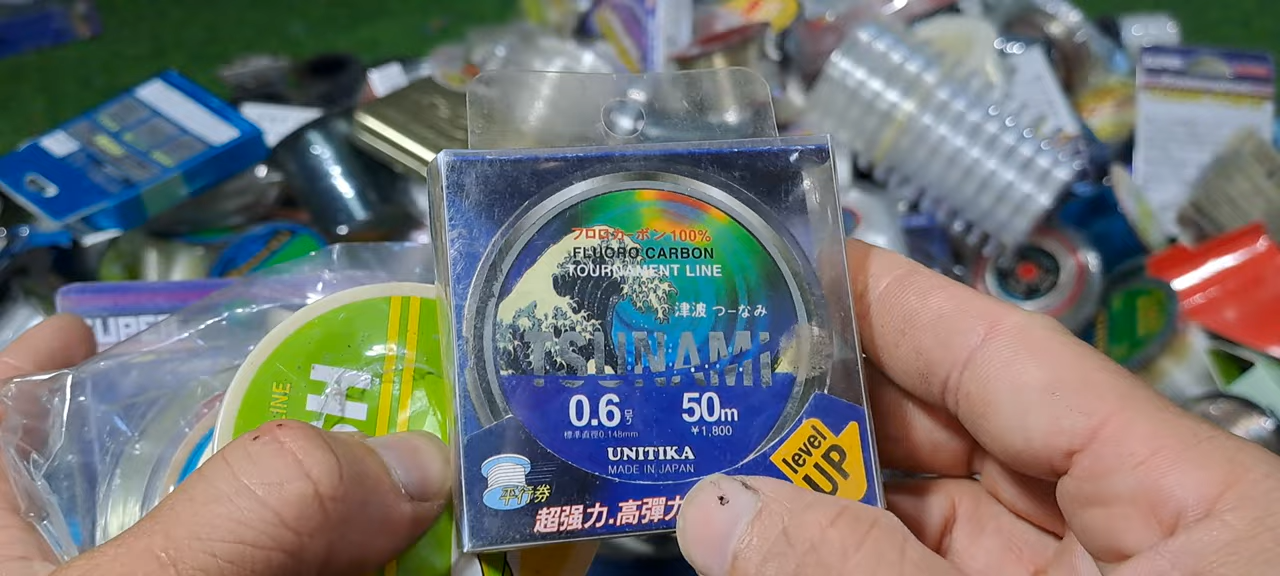 フロロカーボン100%
FLUORO CARBON
TOURNAMENT LINE
津波 つーなみ
TSUNAMI
0.6号 50m
標準直径0.148mm ¥1,800
UNITIKA
MADE IN JAPAN
level
UP
平行券
超强力.高彈力
SUPER
LINE